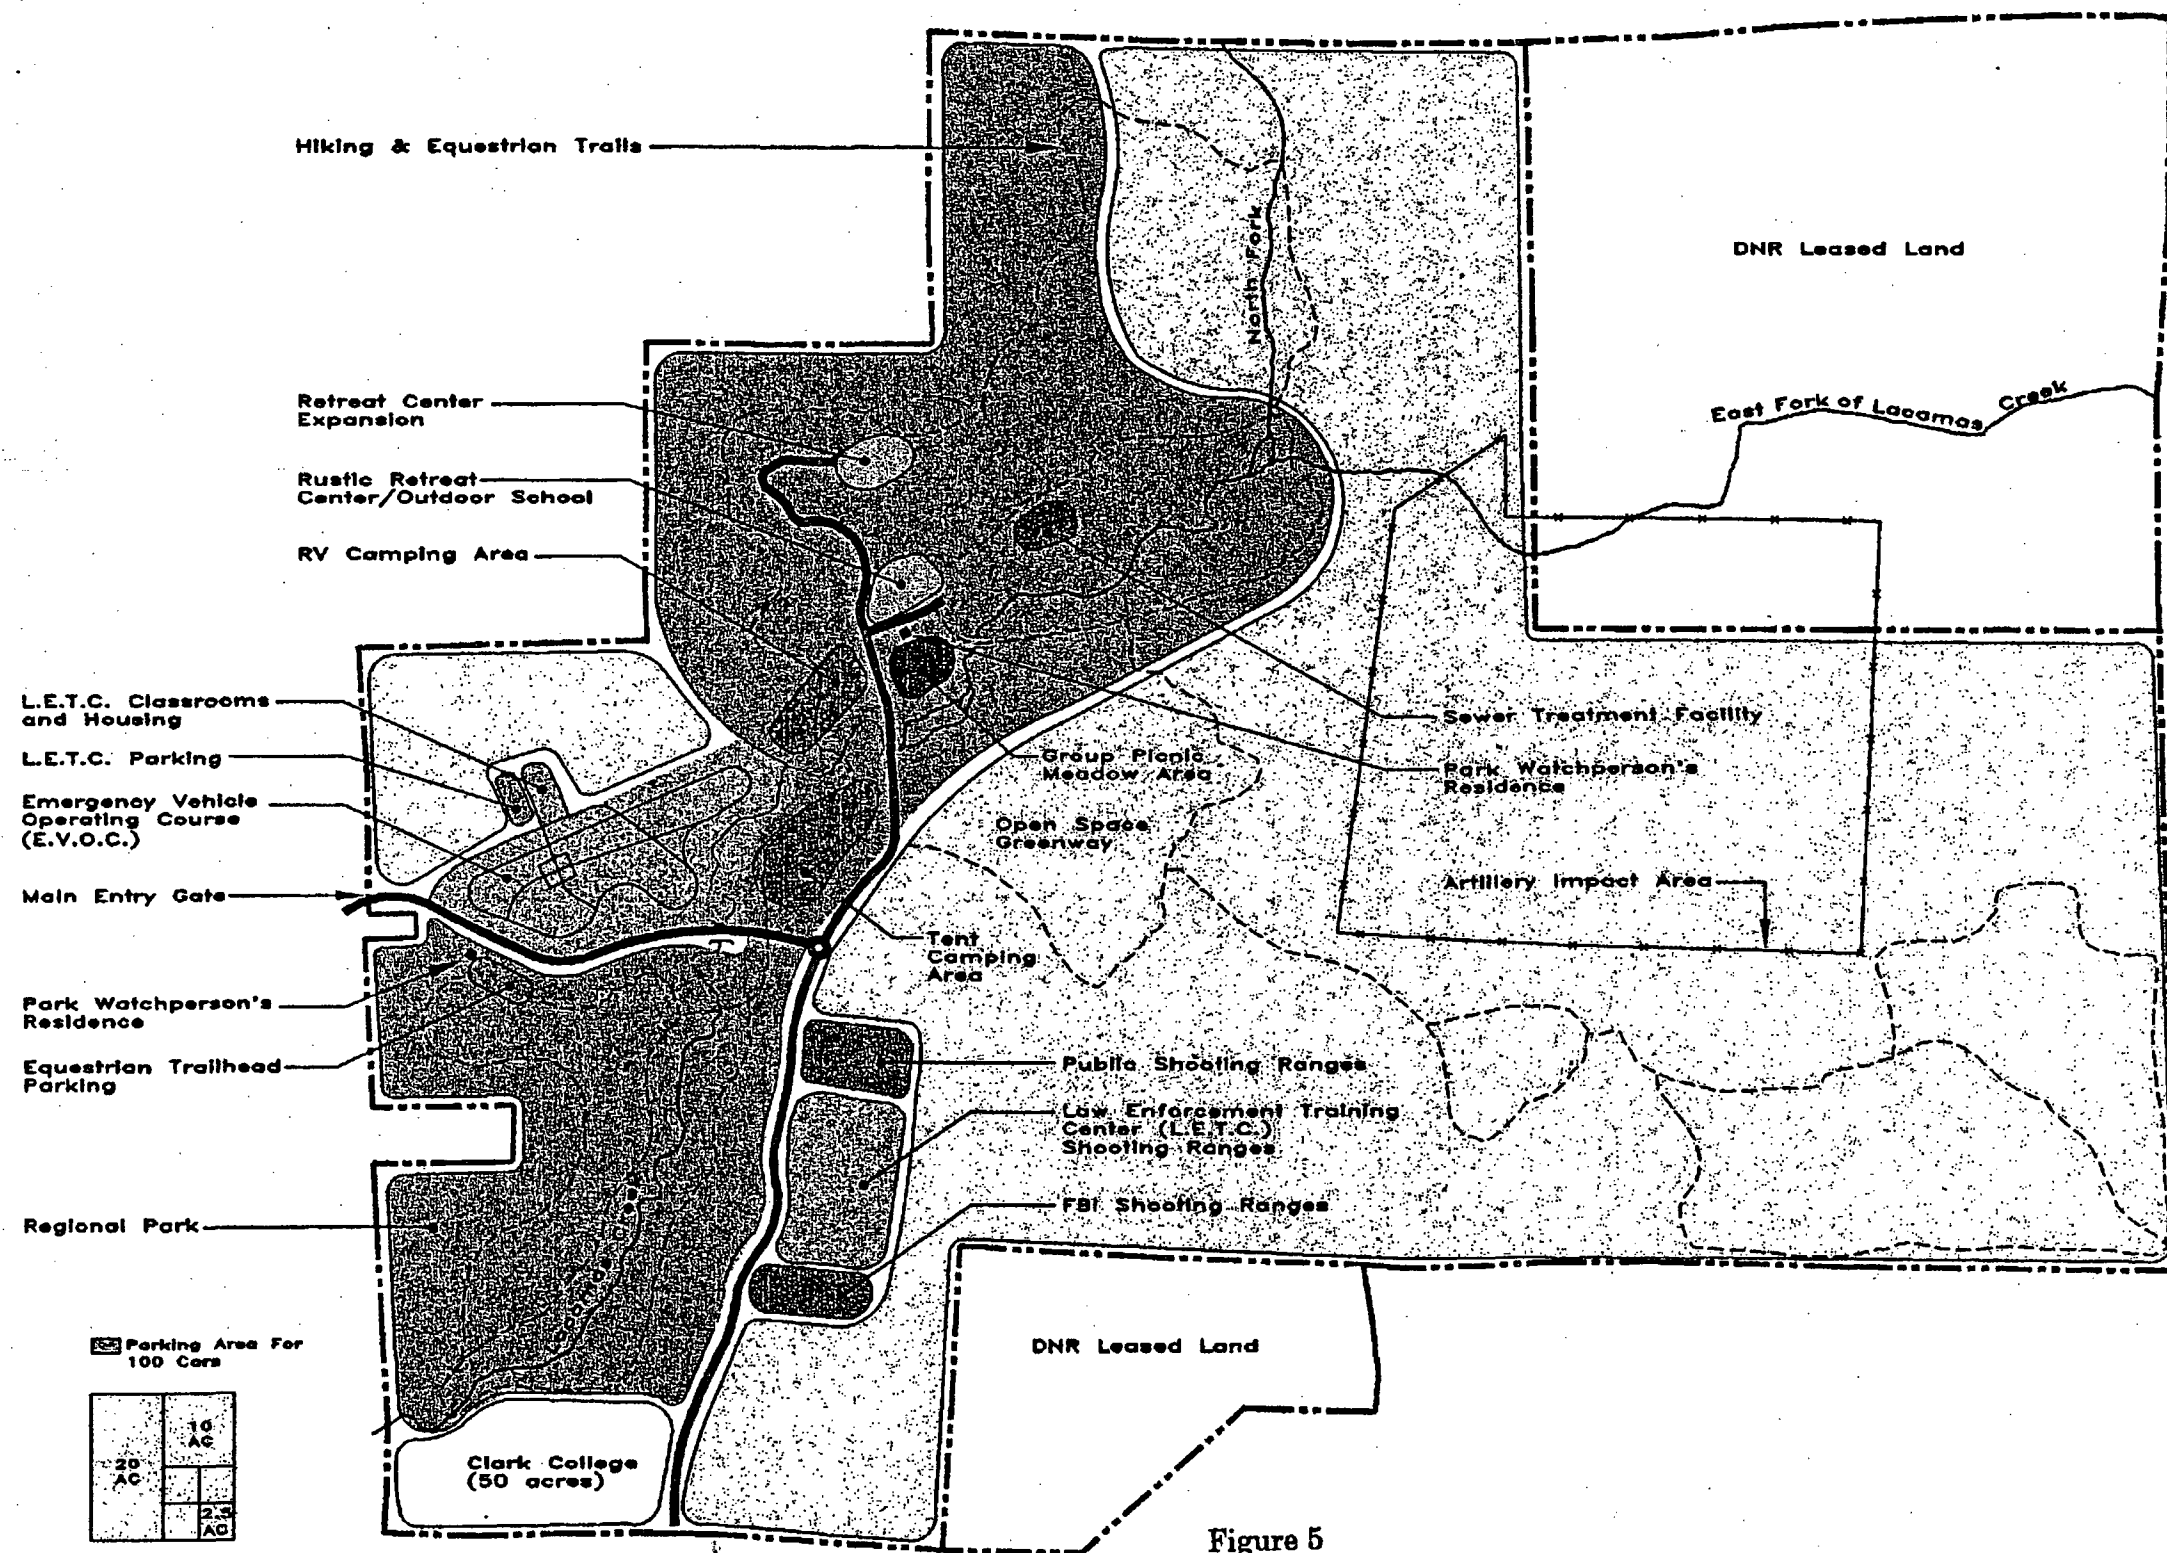 Hiking & Equestrian Trails
North Fork
DNR Leased Land
Retreat Center
Expansion
East Fork of Lacamas Creek
Rustic Retreat
Center/Outdoor School
RV Camping Area
L.E.T.C. Classrooms
and Housing
Sewer Treatment Facility
L.E.T.C. Parking
Group Picnic
Meadow Area
Park Watchperson's
Residence
Emergency Vehicle
Operating Course
(E.V.O.C.)
Open Space
Greenway
Main Entry Gate
Artillery Impact Area
Tent
Camping
Area
Park Watchperson's
Residence
Equestrian Trailhead
Parking
Public Shooting Ranges
Law Enforcement Training
Center (L.E.T.C.)
Shooting Ranges
FBI Shooting Ranges
Regional Park
Parking Area For
100 Cars
DNR Leased Land
10
AC
20
AC
2.5
AC
Clark College
(50 acres)
Figure 5